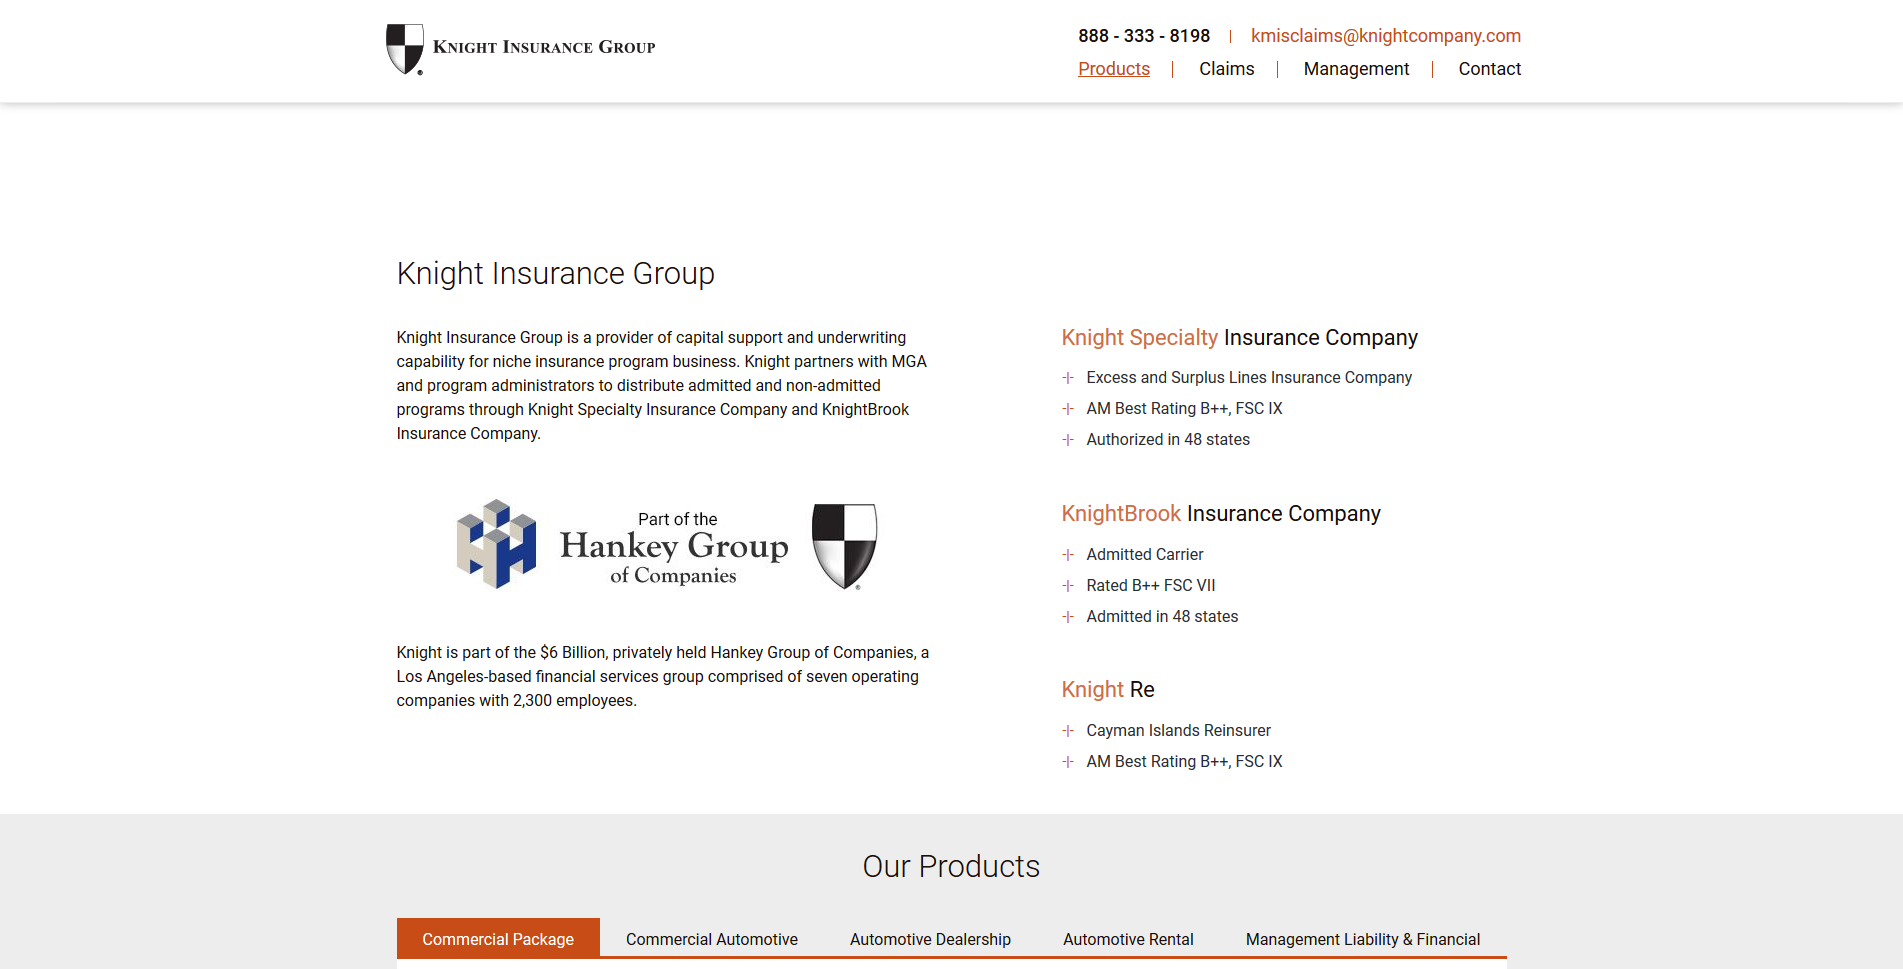 Knight Insurance Group
888 - 333 - 8198 | kmisclaims@knightcompany.com
Products | Claims | Management | Contact
Knight Insurance Group
Knight Insurance Group is a provider of capital support and underwriting
capability for niche insurance program business. Knight partners with MGA
and program administrators to distribute admitted and non-admitted
programs through Knight Specialty Insurance Company and KnightBrook
Insurance Company.
Part of the
Hankey Group
of Companies
®
Knight is part of the $6 Billion, privately held Hankey Group of Companies, a
Los Angeles-based financial services group comprised of seven operating
companies with 2,300 employees.
Knight Specialty Insurance Company
Excess and Surplus Lines Insurance Company
AM Best Rating B++, FSC IX
Authorized in 48 states
KnightBrook Insurance Company
Admitted Carrier
Rated B++ FSC VII
Admitted in 48 states
Knight Re
Cayman Islands Reinsurer
AM Best Rating B++, FSC IX
Our Products
Commercial Package
Commercial Automotive
Automotive Dealership
Automotive Rental
Management Liability & Financial